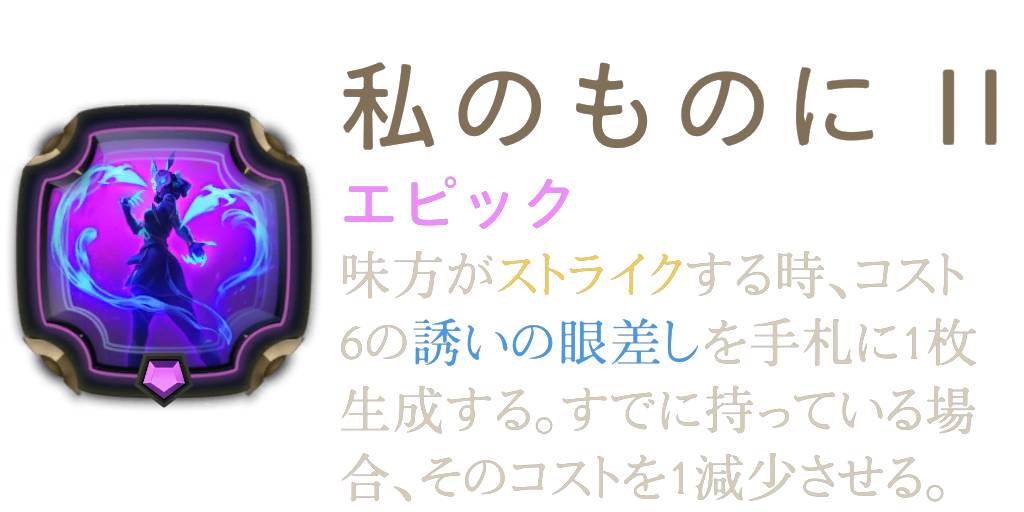 私のものに II
エピック
味方がストライクする時、コスト
6の誘いの眼差しを手札に1枚
生成する。すでに持っている場
合、そのコストを1減少させる。